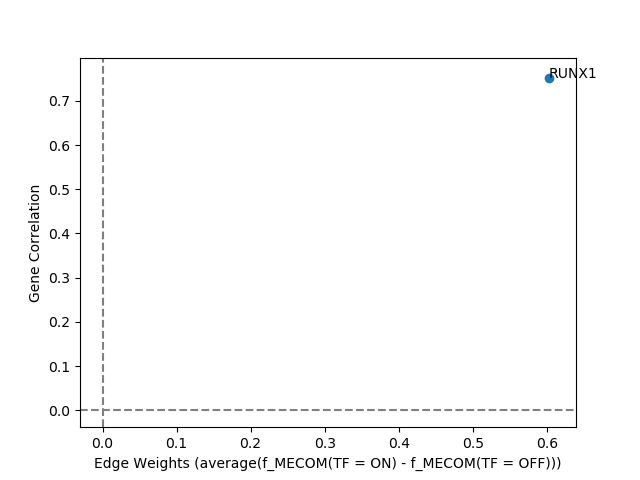 RUNX1
0.7
0.6
0.5
0.4
0.3
0.2
0.1
0.0
Gene Correlation
0.0 0.1 0.2 0.3 0.4 0.5 0.6
Edge Weights (average(f_MECOM(TF = ON) - f_MECOM(TF = OFF)))